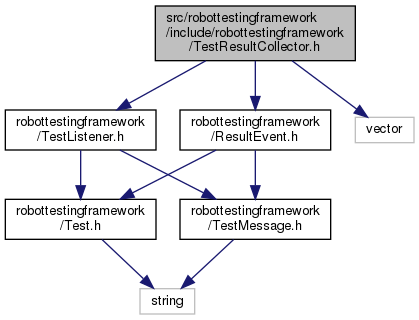 src/robottestingframework
/include/robottestingframework
/TestResultCollector.h
robottestingframework
/TestListener.h
robottestingframework
/ResultEvent.h
vector
robottestingframework
/Test.h
robottestingframework
/TestMessage.h
string